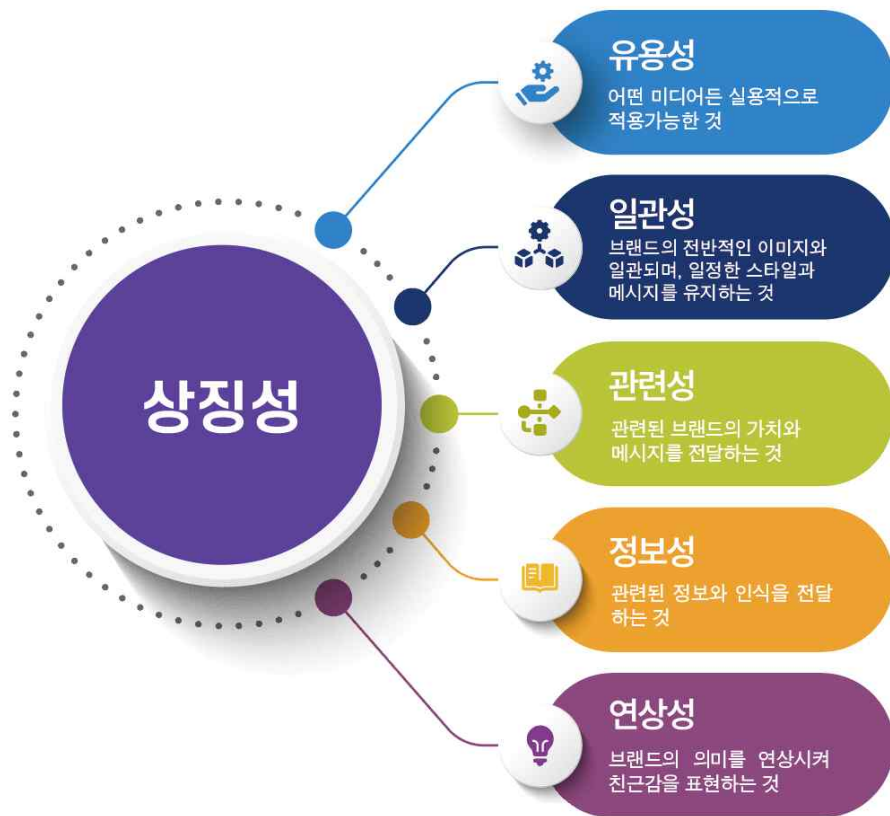 상징성
유용성
어떤 미디어든 실용적으로
적용가능한 것
일관성
브랜드의 전반적인 이미지와
일관되며, 일정한 스타일과
메시지를 유지하는 것
관련성
관련된 브랜드의 가치와
메시지를 전달하는 것
정보성
관련된 정보와 인식을 전달
하는 것
연상성
브랜드의 의미를 연상시켜
친근감을 표현하는 것